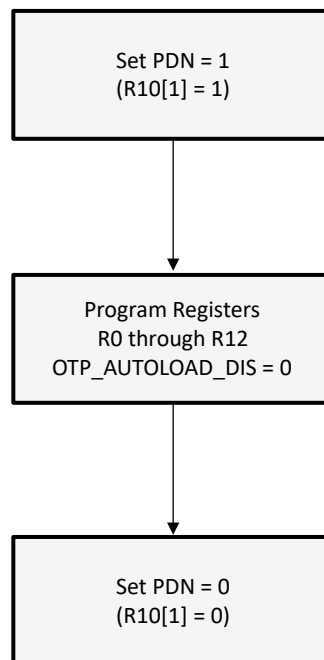 Set PDN = 1
(R10[1] = 1)
Program Registers
R0 through R12
OTP_AUTOLOAD_DIS = 0
Set PDN = 0
(R10[1] = 0)